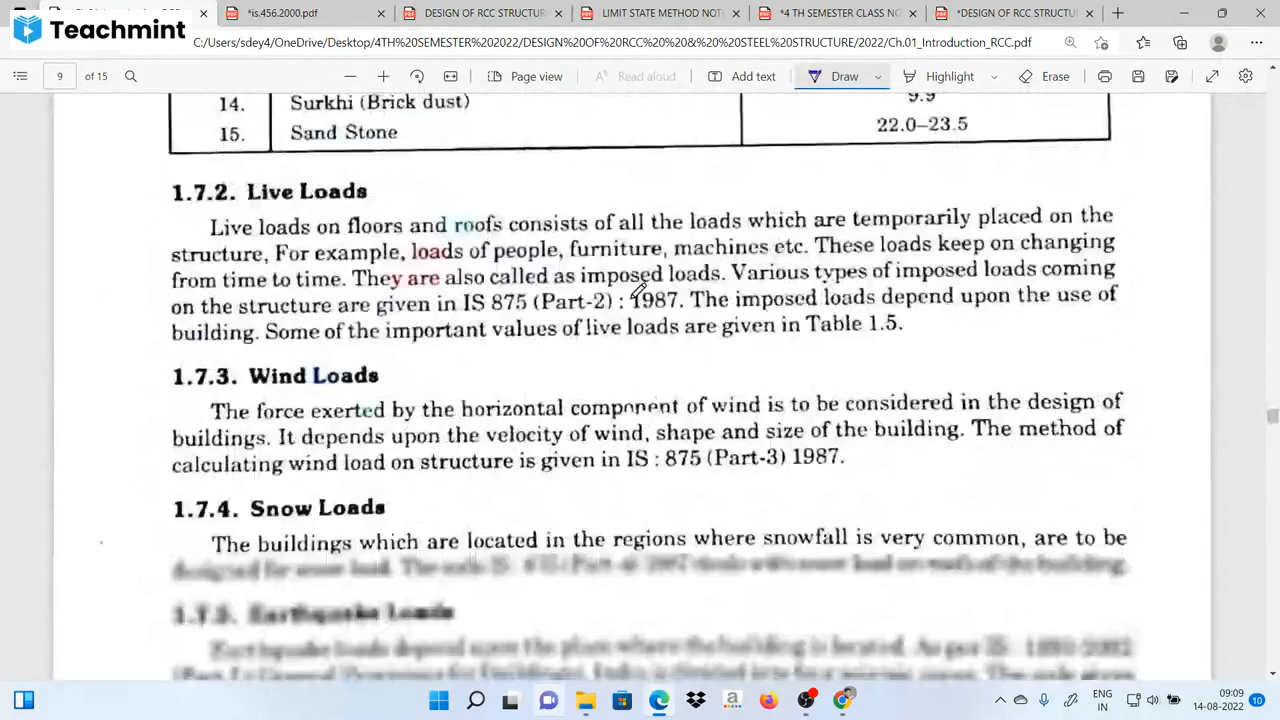 *is.456.2000.pdf
DESIGN OF RCC STRUCTUR
LIMIT STATE METHOD NOT
*4 TH SES
*DESIGN OF RCC STRUCTU
Teachmint
C:/Users/sdey4/OneDrive/Desktop/4TH%20SEMESTER%202022/DESIGN%20OF%20RCC%20%20&%20%20STEEL%20STRUCTURE/2022/Ch.01_Introduction_RCC.pdf
9 of 15 Page view Read aloud Add text Draw Highlight Erase
14. Surkhi (Brick dust) 9.9
15. Sand Stone 22.0–23.5
1.7.2. Live Loads
Live loads on floors and roofs consists of all the loads which are temporarily placed on the
structure, For example, loads of people, furniture, machines etc. These loads keep on changing
from time to time. They are also called as imposed loads. Various types of imposed loads coming
on the structure are given in IS 875 (Part-2) : 1987. The imposed loads depend upon the use of
building. Some of the important values of live loads are given in Table 1.5.
1.7.3. Wind Loads
The force exerted by the horizontal component of wind is to be considered in the design of
buildings. It depends upon the velocity of wind, shape and size of the building. The method of
calculating wind load on structure is given in IS : 875 (Part-3) 1987.
1.7.4. Snow Loads
The buildings which are located in the regions where snowfall is very common, are to be
1.7.5. Earthquake Loads
ENG
IN
09:09
14-08-2022
10